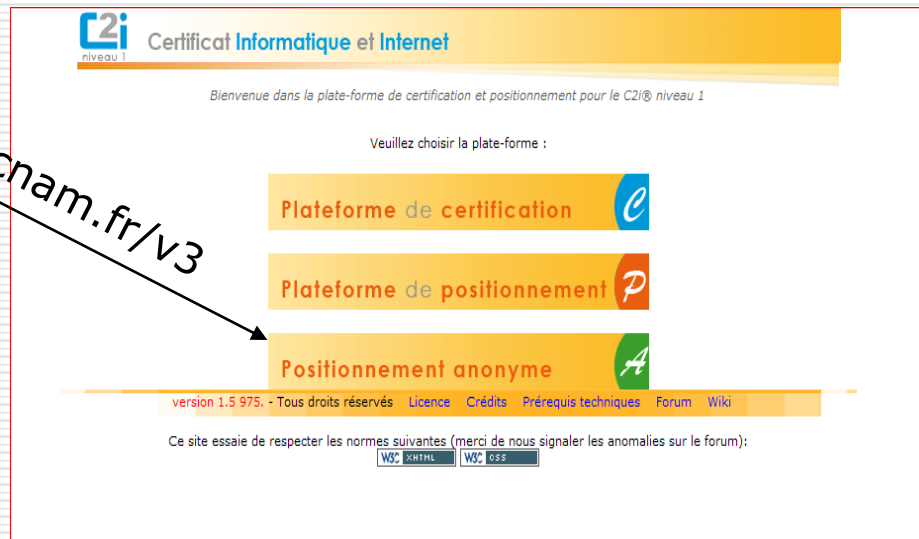 C2i
niveau 1
Certificat Informatique et Internet
Bienvenue dans la plate-forme de certification et positionnement pour le C2i® niveau 1
Veuillez choisir la plate-forme :
Plateforme de certification C
Plateforme de positionnement P
cnam.fr/v3
Positionnement anonyme A
version 1.5 975. - Tous droits réservés Licence Crédits Prérequis techniques Forum Wiki
Ce site essaie de respecter les normes suivantes (merci de nous signaler les anomalies sur le forum):
W3C XHTML W3C CSS